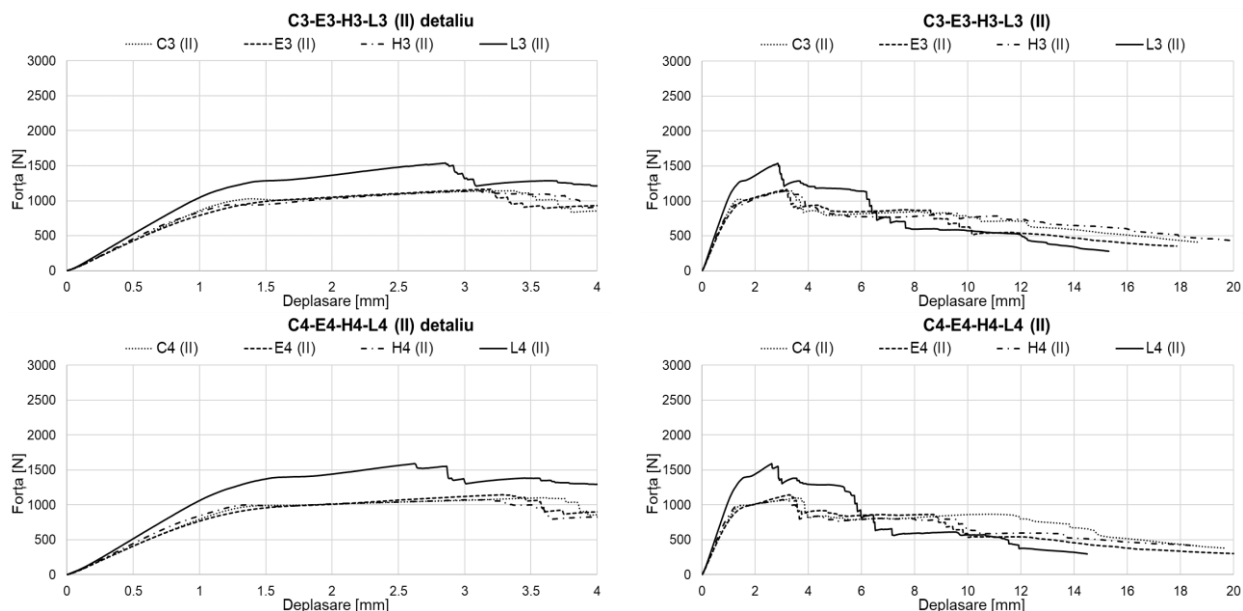 C3-E3-H3-L3 (II) detaliu
C3 (II) E3 (II) H3 (II) L3 (II)
3000
2500
2000
1500
1000
500
0
Forța [N]
0 0.5 1 1.5 2 2.5 3 3.5 4
Deplasare [mm]
C3-E3-H3-L3 (II)
C3 (II) E3 (II) H3 (II) L3 (II)
3000
2500
2000
1500
1000
500
0
Forța [N]
0 2 4 6 8 10 12 14 16 18 20
Deplasare [mm]
C4-E4-H4-L4 (II) detaliu
C4 (II) E4 (II) H4 (II) L4 (II)
3000
2500
2000
1500
1000
500
0
Forța [N]
0 0.5 1 1.5 2 2.5 3 3.5 4
Deplasare [mm]
C4-E4-H4-L4 (II)
C4 (II) E4 (II) H4 (II) L4 (II)
3000
2500
2000
1500
1000
500
0
Forța [N]
0 2 4 6 8 10 12 14 16 18 20
Deplasare [mm]